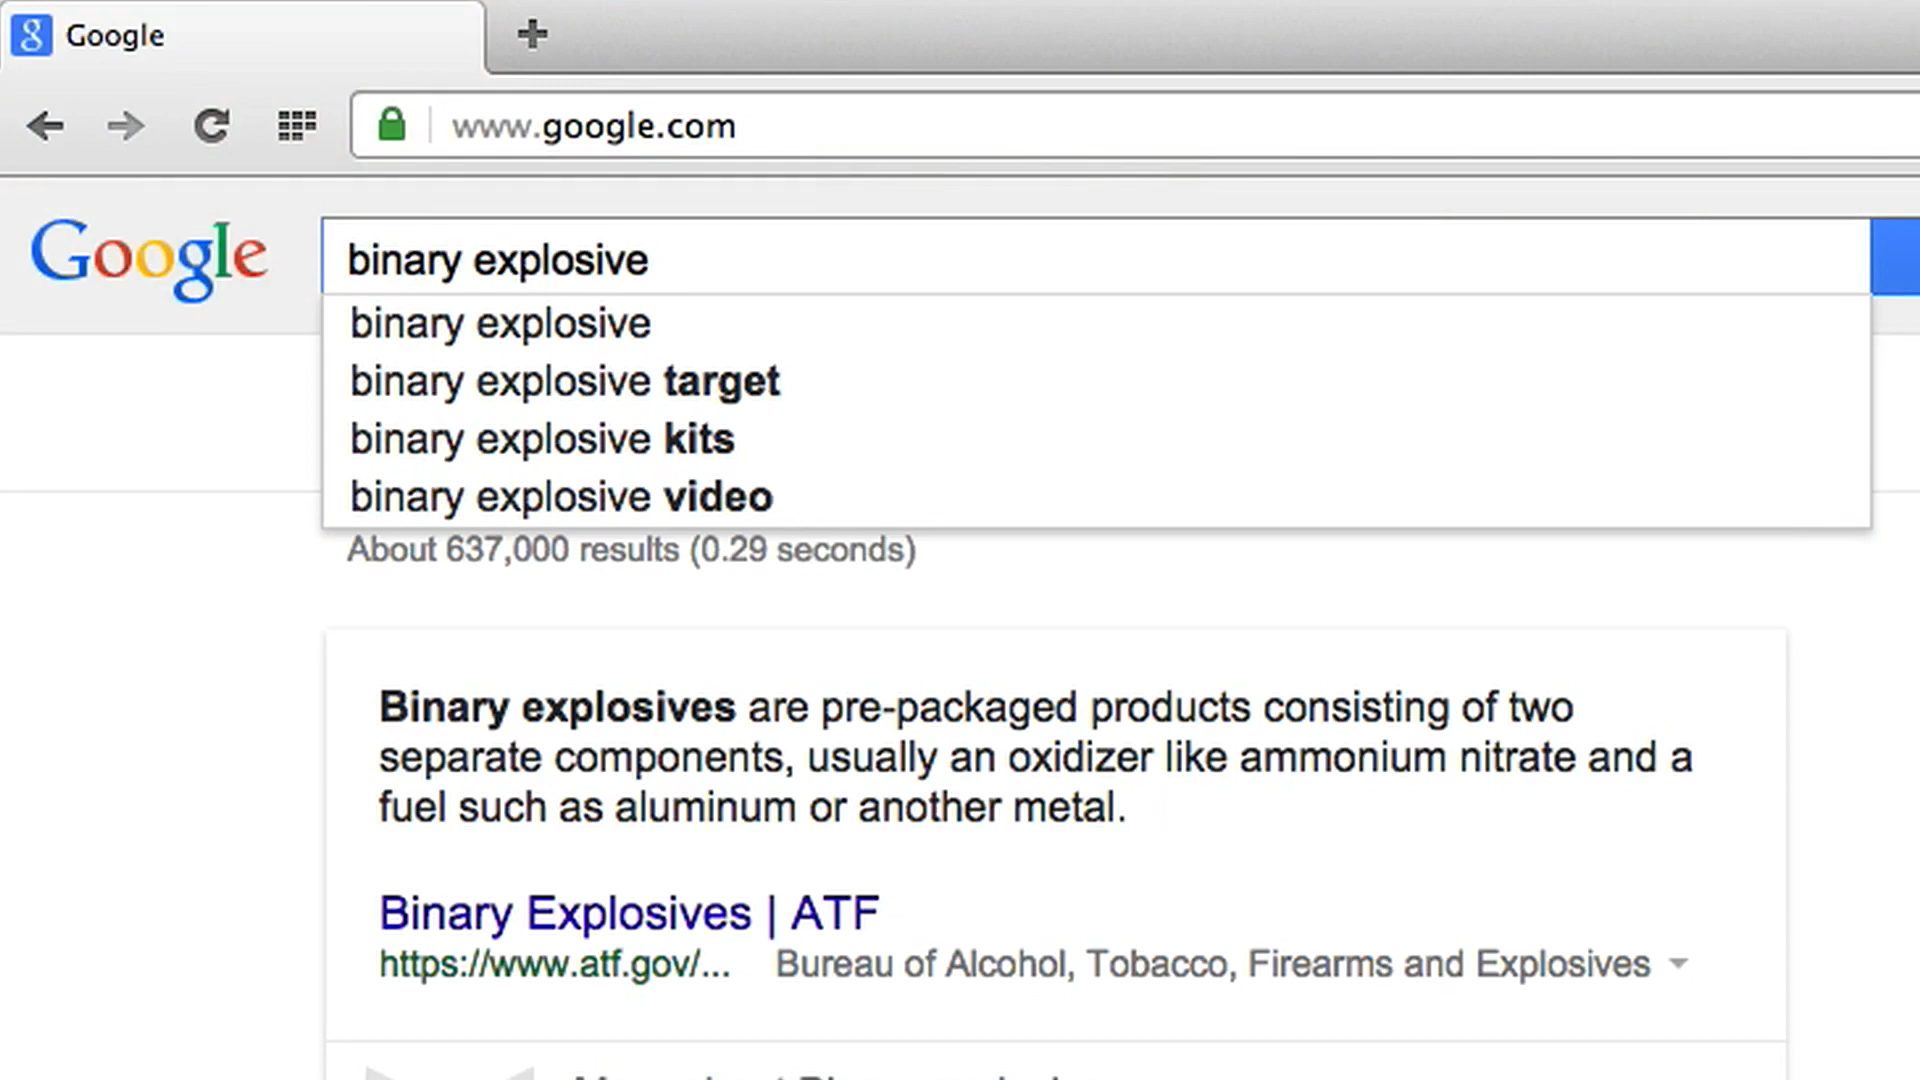 Google
www.google.com
Google
binary explosive
binary explosive
binary explosive target
binary explosive kits
binary explosive video
About 637,000 results (0.29 seconds)
Binary explosives are pre-packaged products consisting of two
separate components, usually an oxidizer like ammonium nitrate and a
fuel such as aluminum or another metal.
Binary Explosives | ATF
https://www.atf.gov/... Bureau of Alcohol, Tobacco, Firearms and Explosives